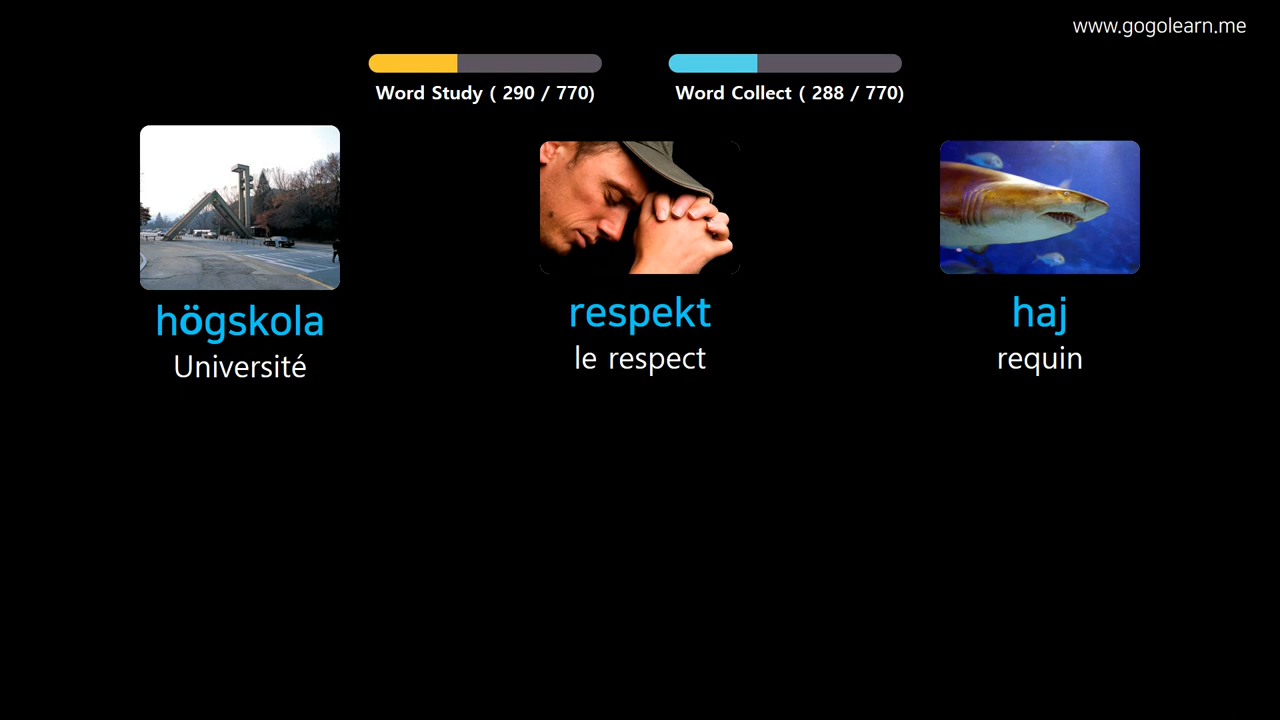 www.gogolearn.me
Word Study ( 290 / 770)
Word Collect ( 288 / 770)
högskola
Université
respekt
le respect
haj
requin